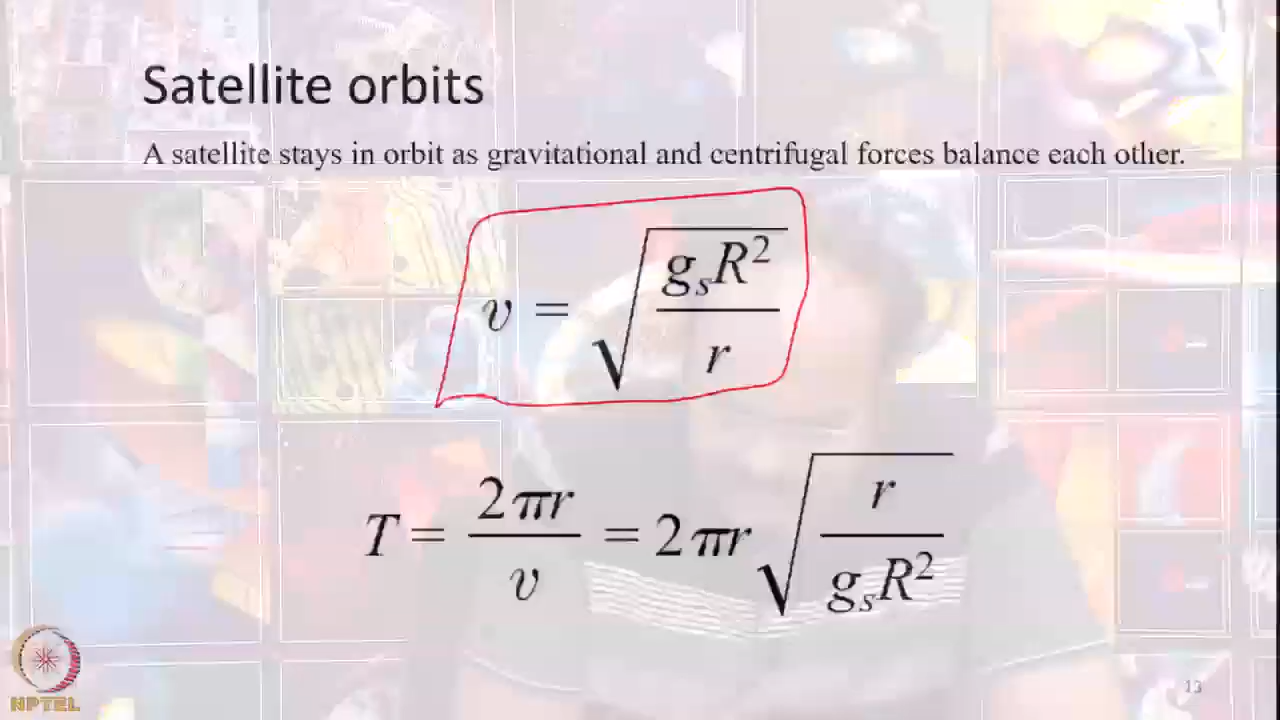 Satellite orbits
A satellite stays in orbit as gravitational and centrifugal forces balance each other.
v = √(gₛR²/r)
T = 2πr/v = 2πr √(r/gₛR²)
NPTEL
13